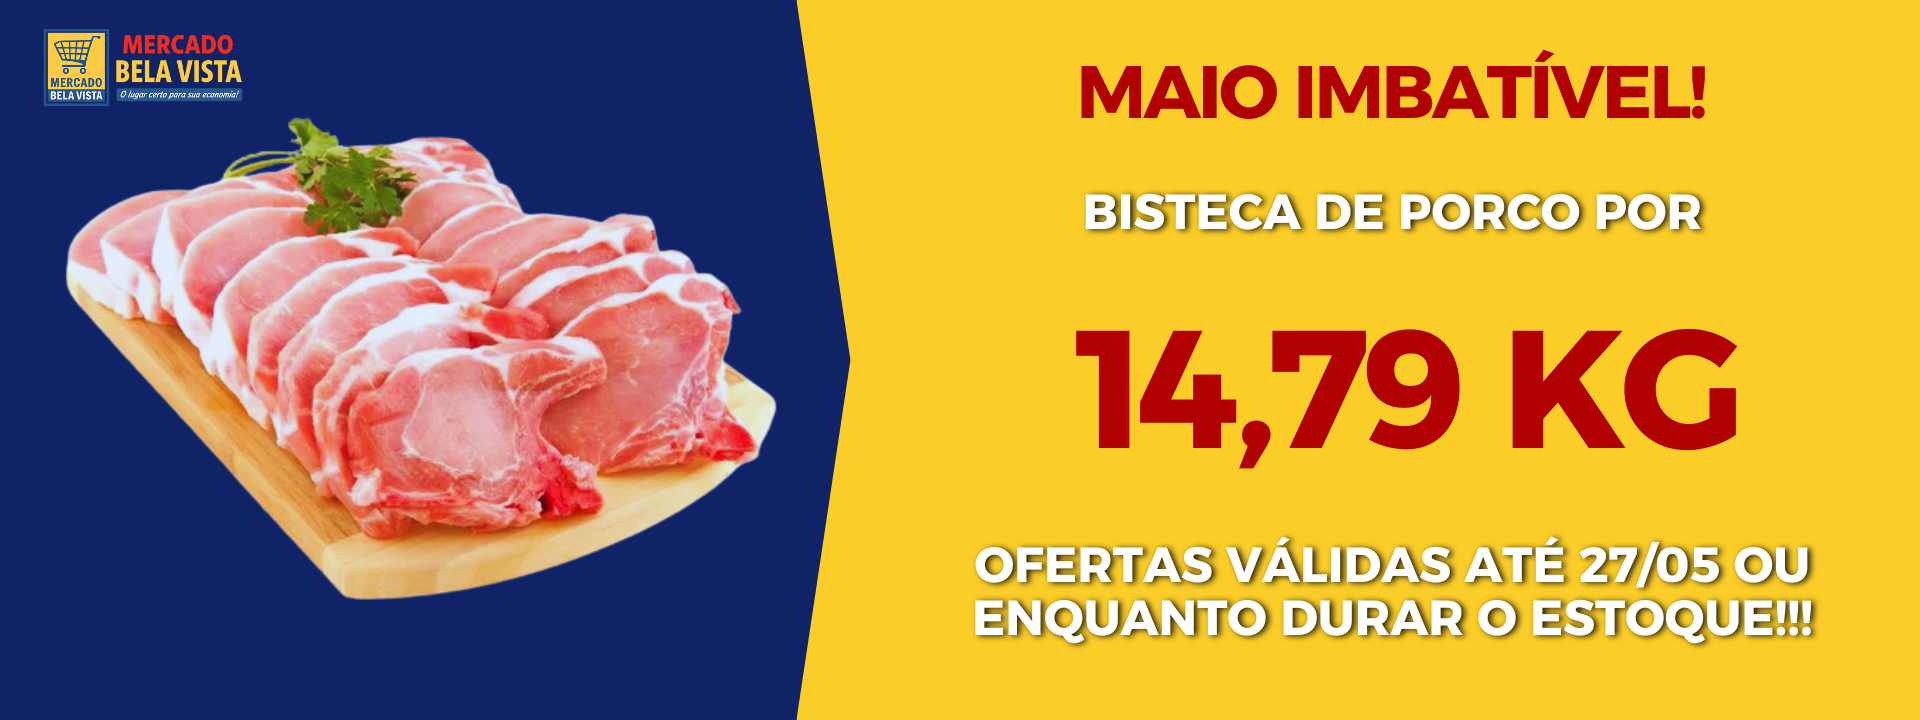 MERCADO
BELA VISTA
MERCADO
BELA VISTA
O lugar certo para sua economia!
MAIO IMBATÍVEL!
BISTECA DE PORCO POR
14,79 KG
OFERTAS VÁLIDAS ATÉ 27/05 OU
ENQUANTO DURAR O ESTOQUE!!!